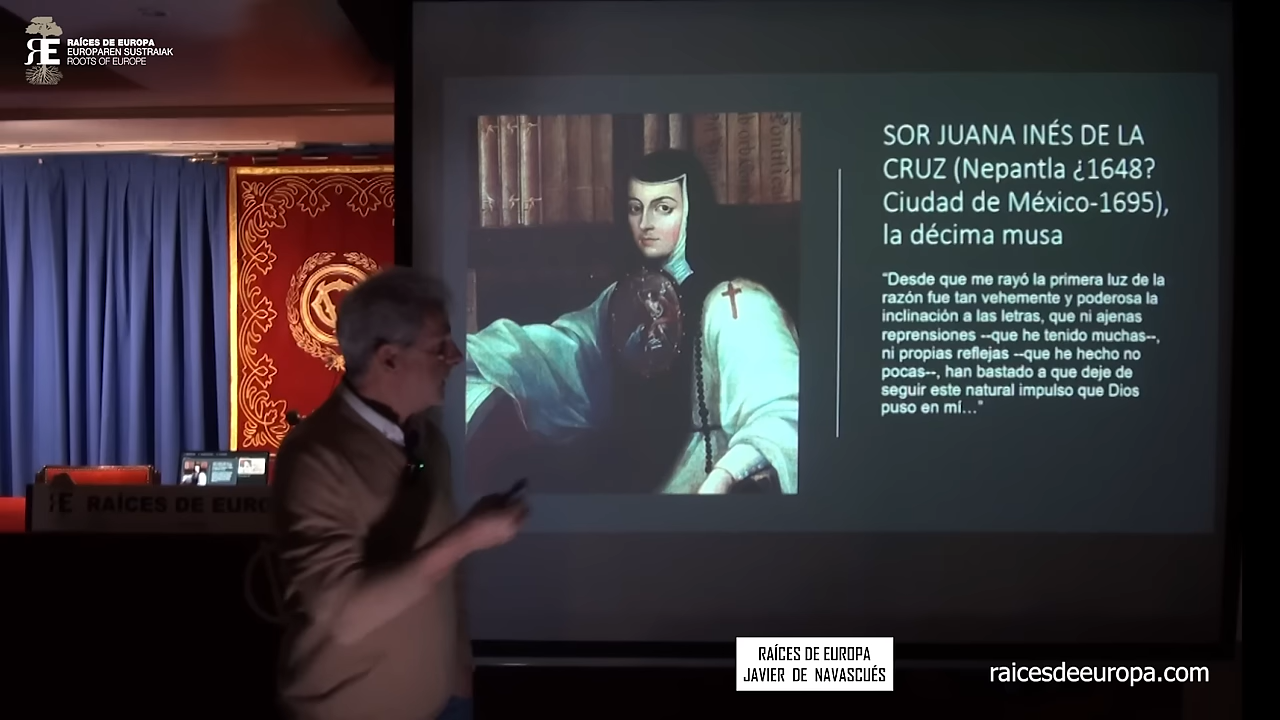 RAÍCES DE EUROPA
EUROPAREN SUSTRAIAK
ROOTS OF EUROPE
SOR JUANA INÉS DE LA
CRUZ (Nepantla ¿1648?
Ciudad de México-1695),
la décima musa
“Desde que me rayó la primera luz de la
razón fue tan vehemente y poderosa la
inclinación a las letras, que ni ajenas
reprensiones --que he tenido muchas--,
ni propias reflejas --que he hecho no
pocas--, han bastado a que deje de
seguir este natural impulso que Dios
puso en mí…”
RAÍCES DE EURO
RAÍCES DE EUROPA
JAVIER DE NAVASCUÉS
raicesdeeuropa.com